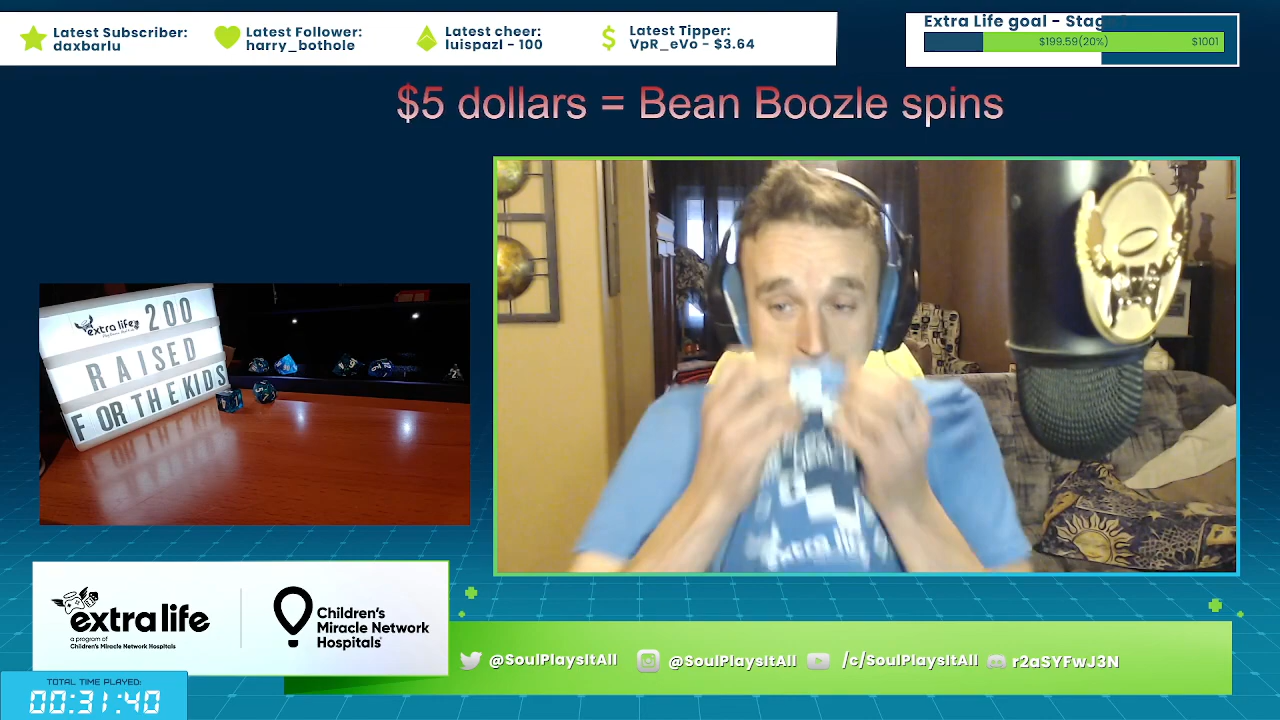 Latest Subscriber:
daxbarlu
Latest Follower:
harry_bothole
Latest cheer:
luispazl - 100
Latest Tipper:
VpR_eVo - $3.64
Extra Life goal - Stag
$199.59(20%)
$1001
$5 dollars = Bean Boozle spins
extra life 200
RAISED
FOR THE KIDS
extra life
extralife
a program of
Children's Miracle Network Hospitals
Children's
Miracle Network
Hospitals
@SoulPlaysItAll
@SoulPlaysItAll
/c/SoulPlaysItAll
r2aSYFwJ3N
TOTAL TIME PLAYED:
00:31:40